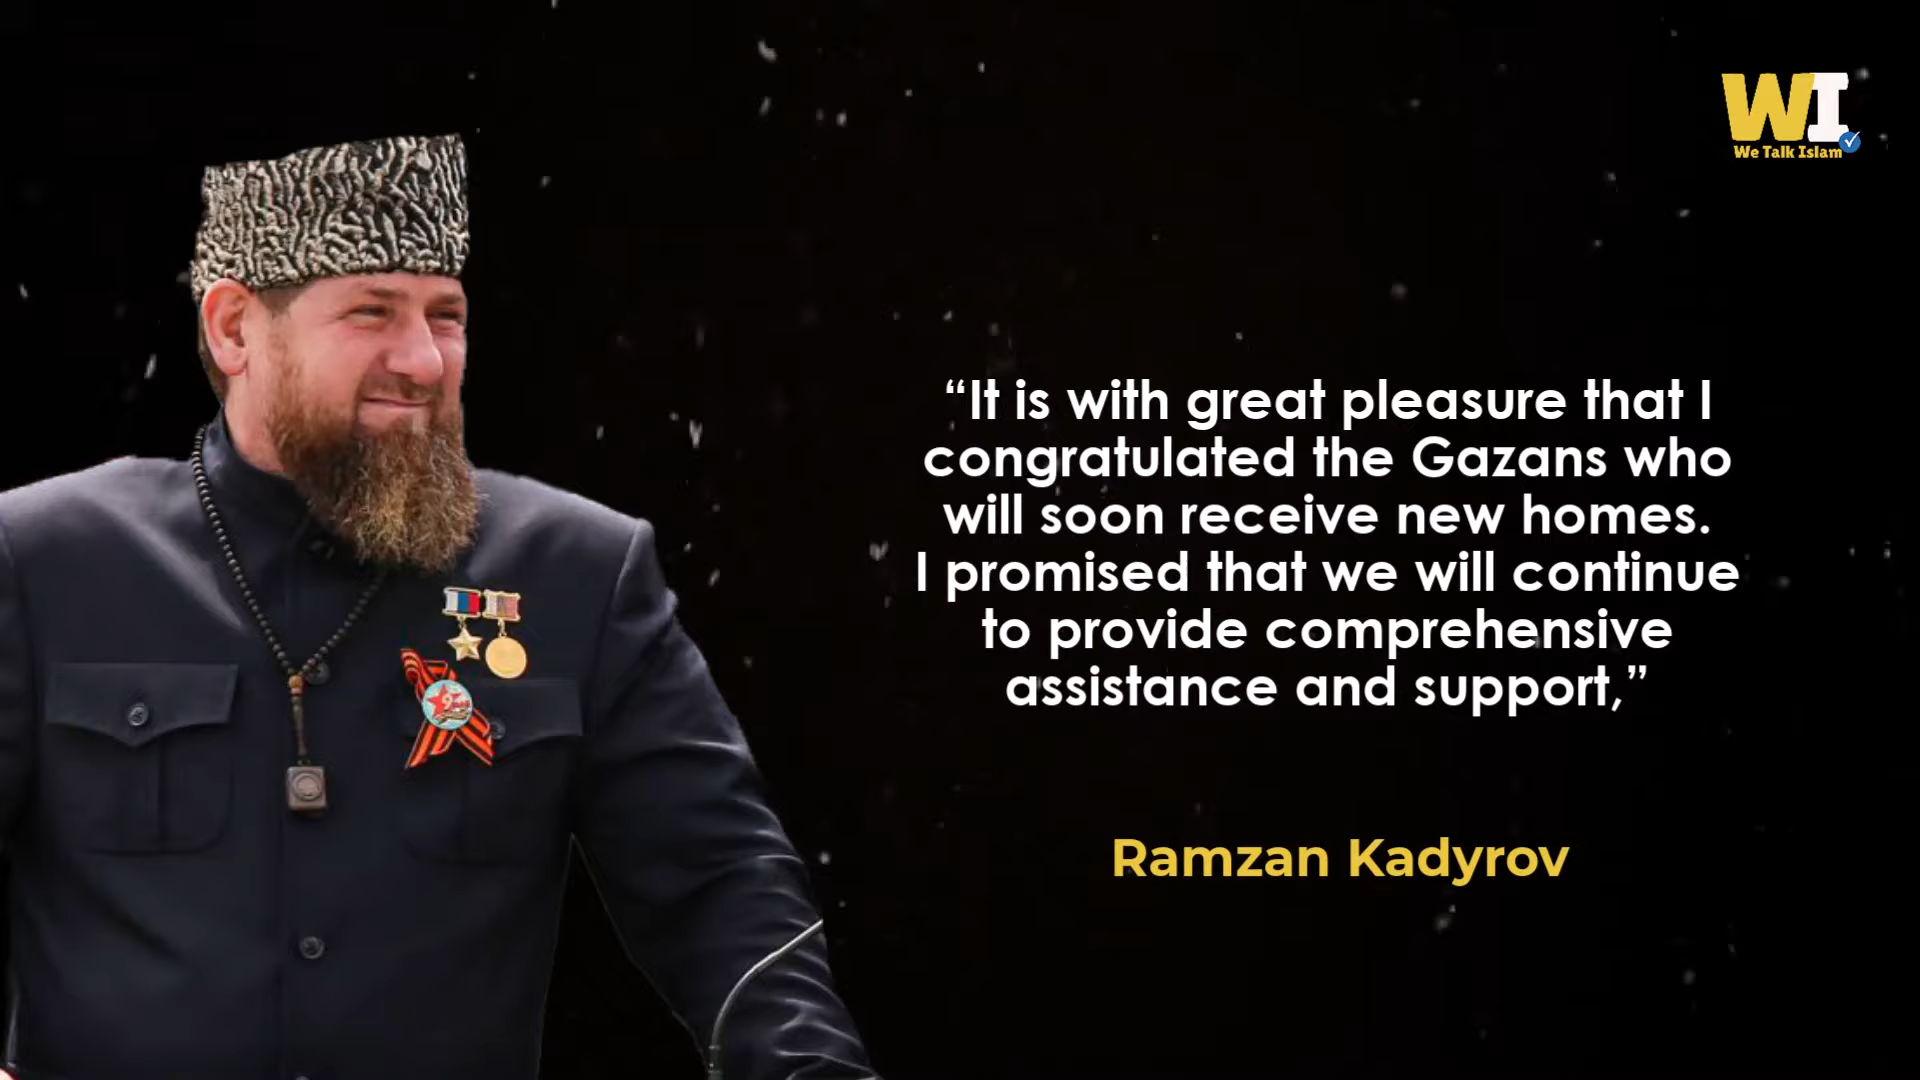 WI
We Talk Islam
“It is with great pleasure that I
congratulated the Gazans who
will soon receive new homes.
I promised that we will continue
to provide comprehensive
assistance and support,”
Ramzan Kadyrov